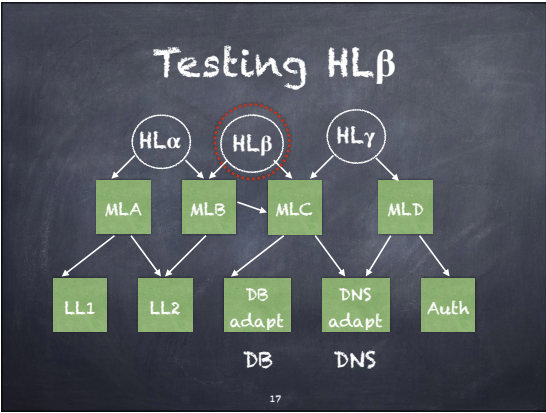 Testing HLβ
HLα
HLβ
HLγ
MLA
MLB
MLC
MLD
LL1
LL2
DB
adapt
DNS
adapt
Auth
DB
DNS
17